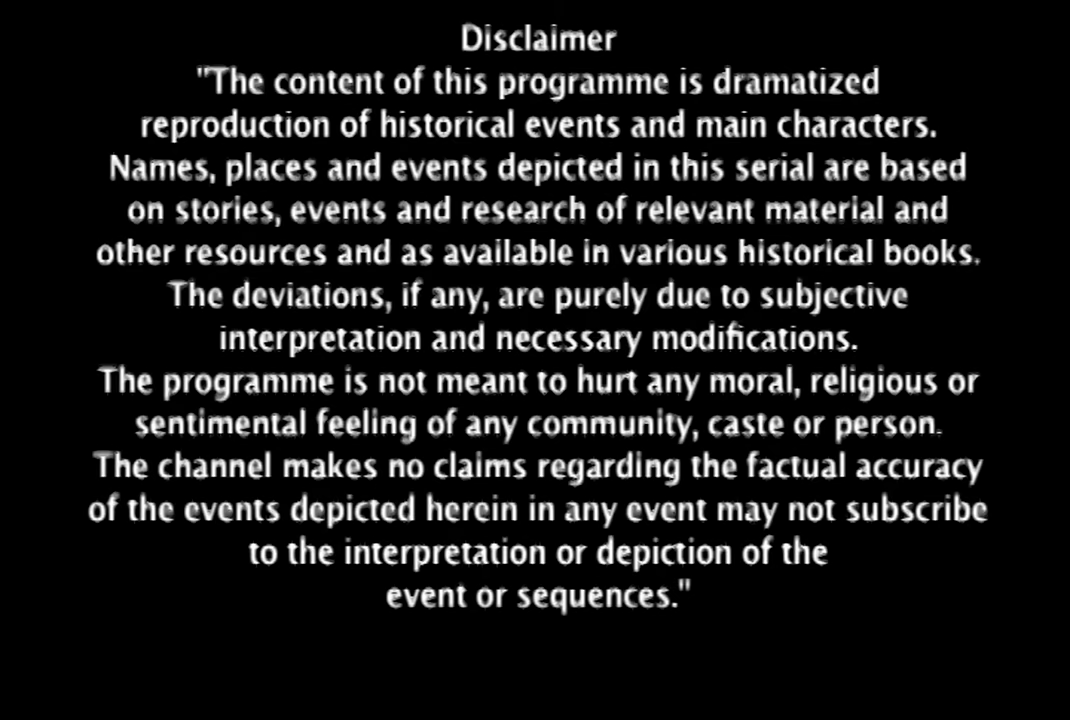 Disclaimer
"The content of this programme is dramatized
reproduction of historical events and main characters.
Names, places and events depicted in this serial are based
on stories, events and research of relevant material and
other resources and as available in various historical books.
The deviations, if any, are purely due to subjective
interpretation and necessary modifications.
The programme is not meant to hurt any moral, religious or
sentimental feeling of any community, caste or person.
The channel makes no claims regarding the factual accuracy
of the events depicted herein in any event may not subscribe
to the interpretation or depiction of the
event or sequences."